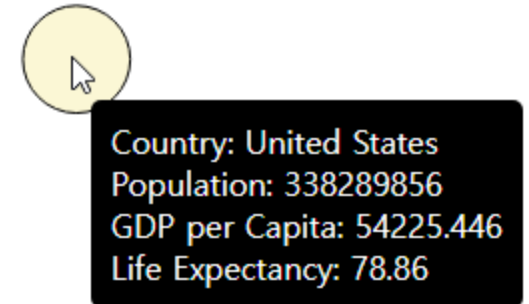 Country: United States
Population: 338289856
GDP per Capita: 54225.446
Life Expectancy: 78.86